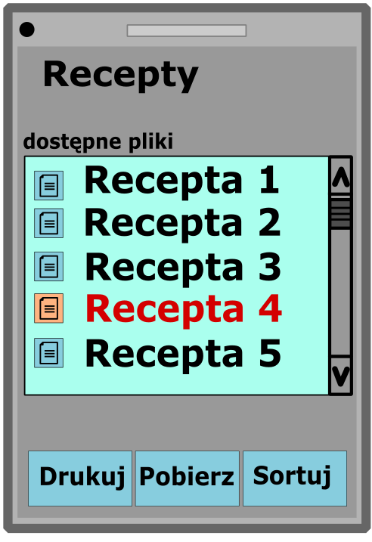 Recepty
dostępne pliki
Recepta 1
Recepta 2
Recepta 3
Recepta 4
Recepta 5
Drukuj Pobierz Sortuj